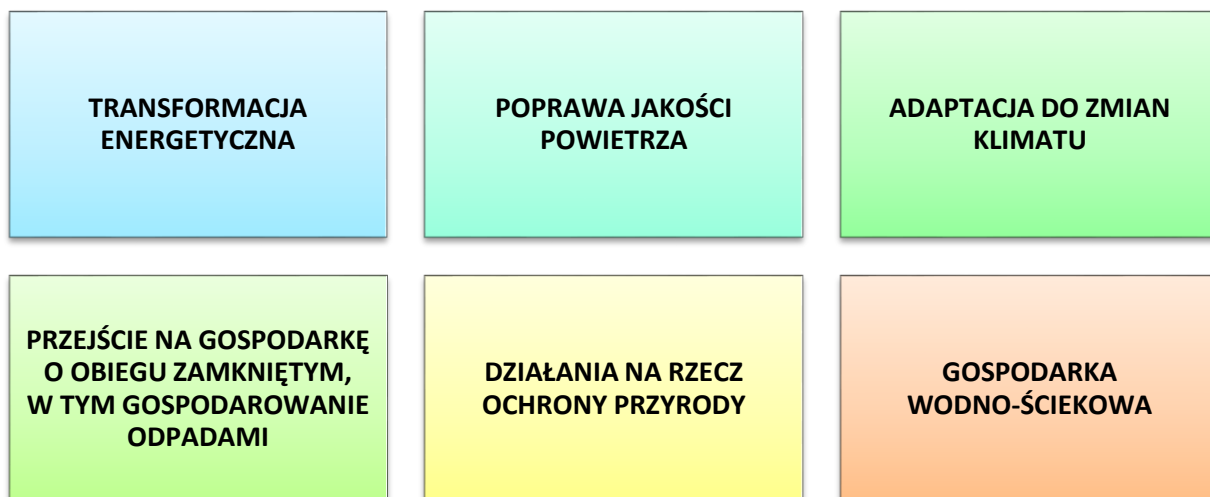 TRANSFORMACJA
ENERGETYCZNA
POPRAWA JAKOŚCI
POWIETRZA
ADAPTACJA DO ZMIAN
KLIMATU
PRZEJŚCIE NA GOSPODARKĘ
O OBIEGU ZAMKNIĘTYM,
W TYM GOSPODAROWANIE
ODPADAMI
DZIAŁANIA NA RZECZ
OCHRONY PRZYRODY
GOSPODARKA
WODNO-ŚCIEKOWA